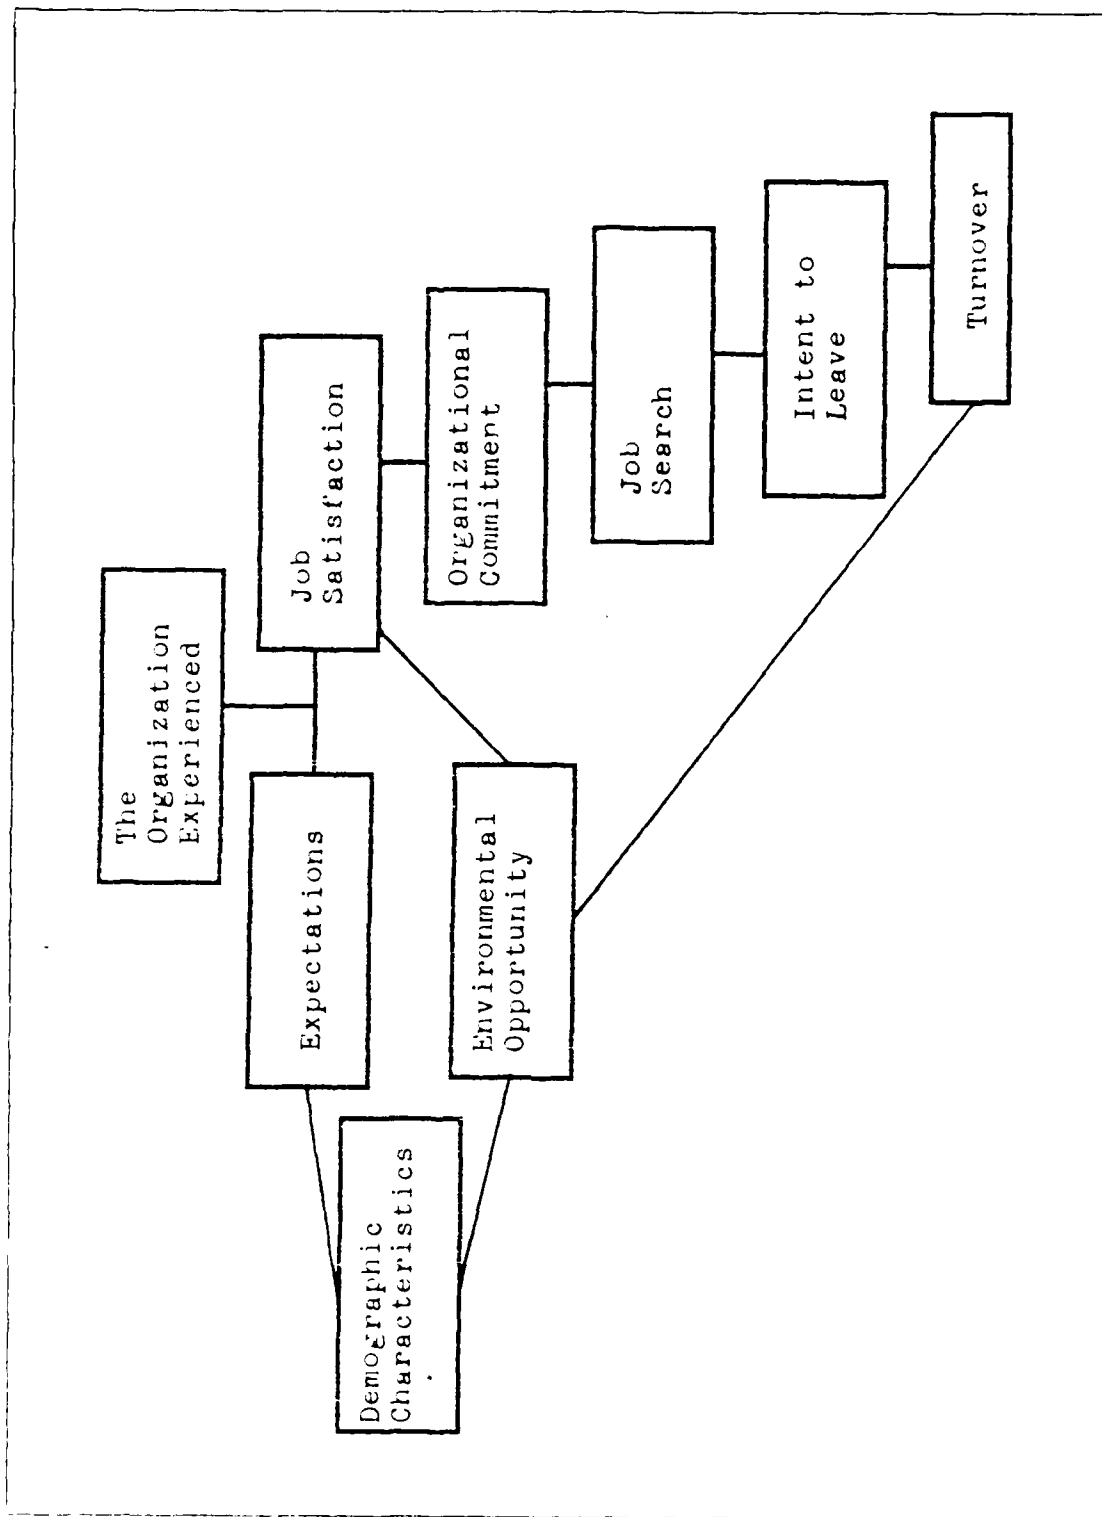 The
Organization
Experienced
Expectations
Job
Satisfaction
Demographic
Characteristics
Environmental
Opportunity
Organizational
Commitment
Job
Search
Intent to
Leave
Turnover